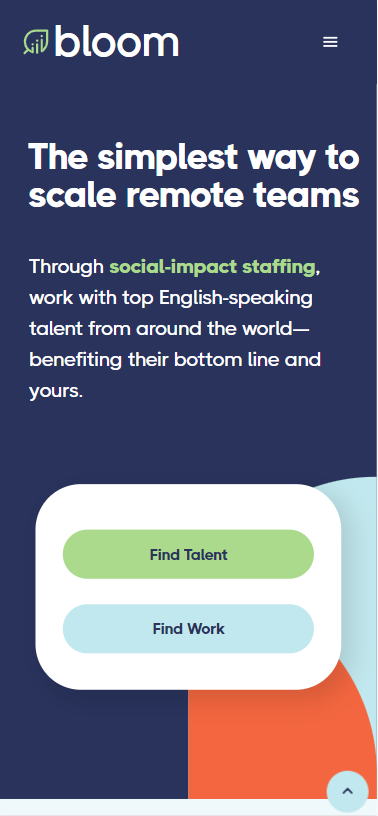 bloom
The simplest way to
scale remote teams
Through social-impact staffing,
work with top English-speaking
talent from around the world—
benefiting their bottom line and
yours.
Find Talent
Find Work